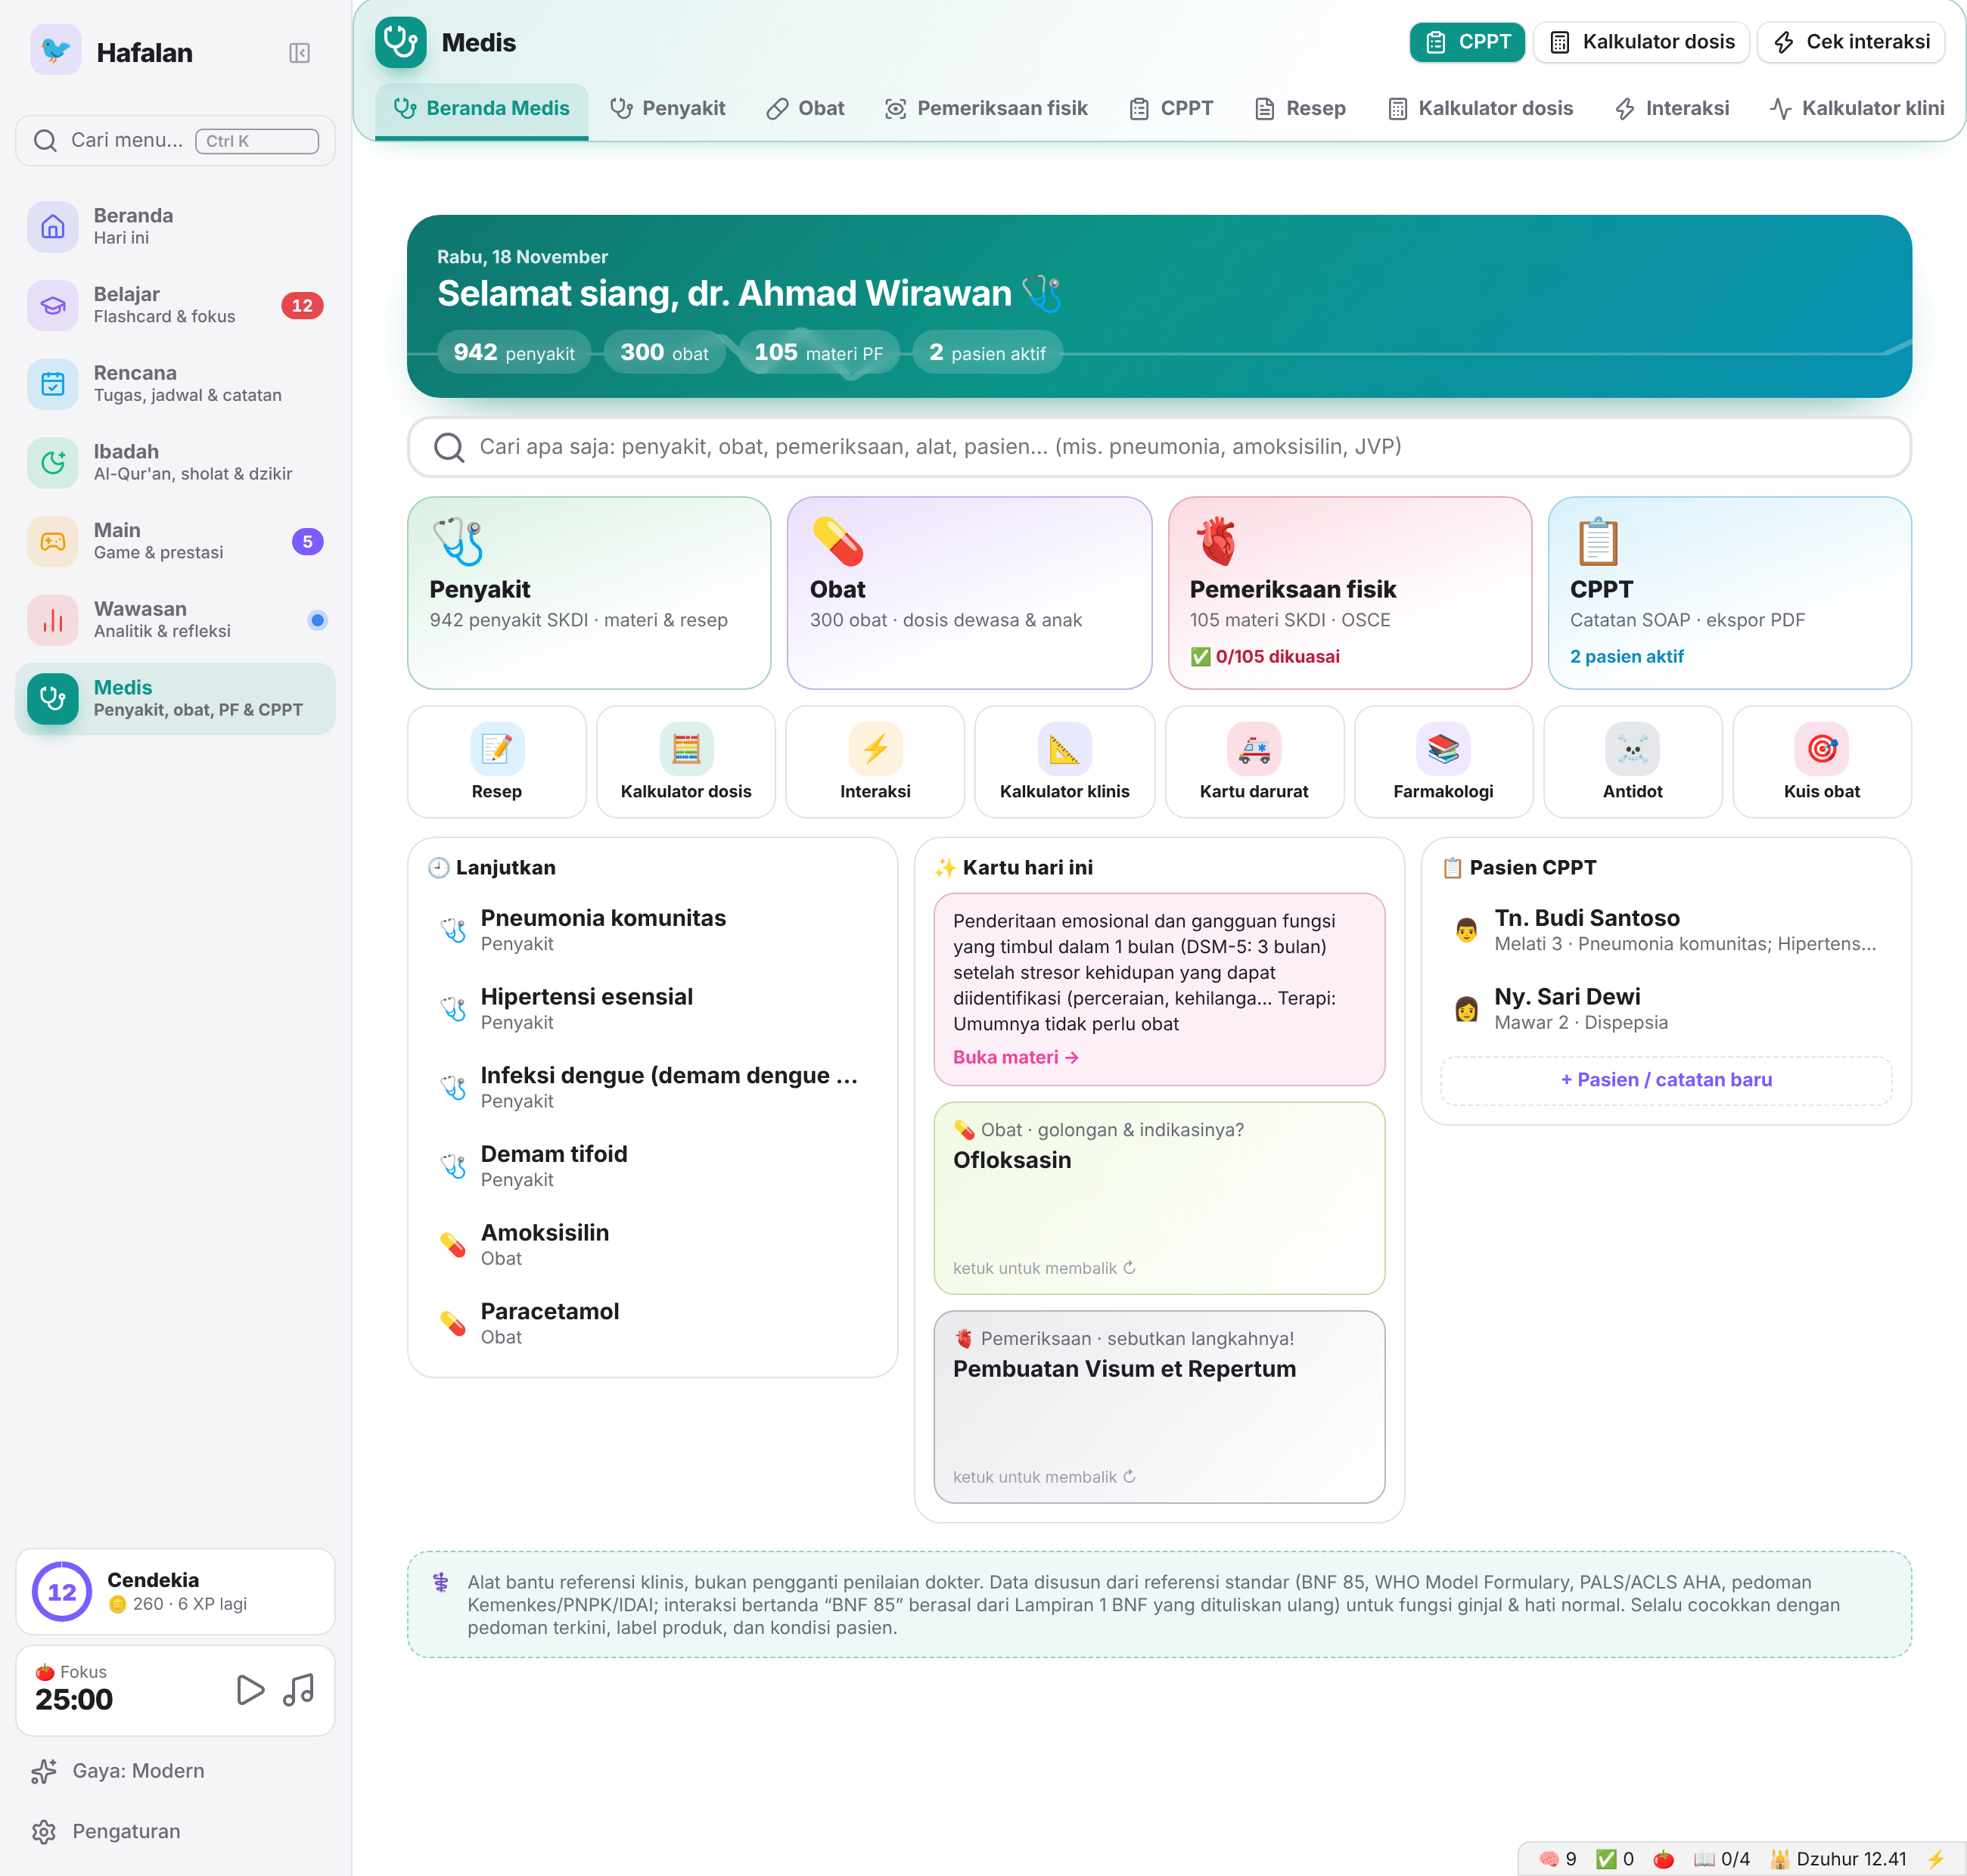 Hafalan
Cari menu... Ctrl K
Beranda
Hari ini
Belajar
Flashcard & fokus
12
Rencana
Tugas, jadwal & catatan
Ibadah
Al-Qur'an, sholat & dzikir
Main
Game & prestasi
5
Wawasan
Analitik & refleksi
Medis
Penyakit, obat, PF & CPPT
12
Cendekia
260 · 6 XP lagi
Fokus
25:00
Gaya: Modern
Pengaturan
Medis
CPPT
Kalkulator dosis
Cek interaksi
Beranda Medis
Penyakit
Obat
Pemeriksaan fisik
CPPT
Resep
Kalkulator dosis
Interaksi
Kalkulator klini
Rabu, 18 November
Selamat siang, dr. Ahmad Wirawan
942 penyakit
300 obat
105 materi PF
2 pasien aktif
Cari apa saja: penyakit, obat, pemeriksaan, alat, pasien... (mis. pneumonia, amoksisilin, JVP)
Penyakit
942 penyakit SKDI · materi & resep
Obat
300 obat · dosis dewasa & anak
Pemeriksaan fisik
105 materi SKDI · OSCE
✅ 0/105 dikuasai
CPPT
Catatan SOAP · ekspor PDF
2 pasien aktif
Resep
Kalkulator dosis
Interaksi
Kalkulator klinis
Kartu darurat
Farmakologi
Antidot
Kuis obat
Lanjutkan
Pneumonia komunitas
Penyakit
Hipertensi esensial
Penyakit
Infeksi dengue (demam dengue ...
Penyakit
Demam tifoid
Penyakit
Amoksisilin
Obat
Paracetamol
Obat
Kartu hari ini
Penderitaan emosional dan gangguan fungsi
yang timbul dalam 1 bulan (DSM-5: 3 bulan)
setelah stresor kehidupan yang dapat
diidentifikasi (perceraian, kehilanga... Terapi:
Umumnya tidak perlu obat
Buka materi →
Obat · golongan & indikasinya?
Ofloksasin
ketuk untuk membalik ↻
Pemeriksaan · sebutkan langkahnya!
Pembuatan Visum et Repertum
ketuk untuk membalik ↻
Pasien CPPT
Tn. Budi Santoso
Melati 3 · Pneumonia komunitas; Hipertens...
Ny. Sari Dewi
Mawar 2 · Dispepsia
+ Pasien / catatan baru
Alat bantu referensi klinis, bukan pengganti penilaian dokter. Data disusun dari referensi standar (BNF 85, WHO Model Formulary, PALS/ACLS AHA, pedoman
Kemenkes/PNPK/IDAI; interaksi bertanda “BNF 85” berasal dari Lampiran 1 BNF yang dituliskan ulang) untuk fungsi ginjal & hati normal. Selalu cocokkan dengan
pedoman terkini, label produk, dan kondisi pasien.
9
0
0/4
Dzuhur 12.41